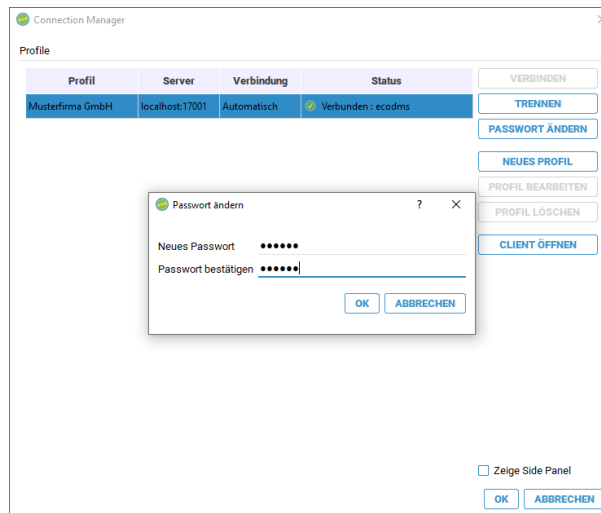 Connection Manager
Profile
Profil Server Verbindung Status
Musterfirma GmbH localhost:17001 Automatisch Verbunden : ecodms
VERBINDEN
TRENNEN
PASSWORT ÄNDERN
NEUES PROFIL
PROFIL BEARBEITEN
PROFIL LÖSCHEN
CLIENT ÖFFNEN
Passwort ändern ?
Neues Passwort ••••••
Passwort bestätigen ••••••
OK ABBRECHEN
Zeige Side Panel
OK ABBRECHEN